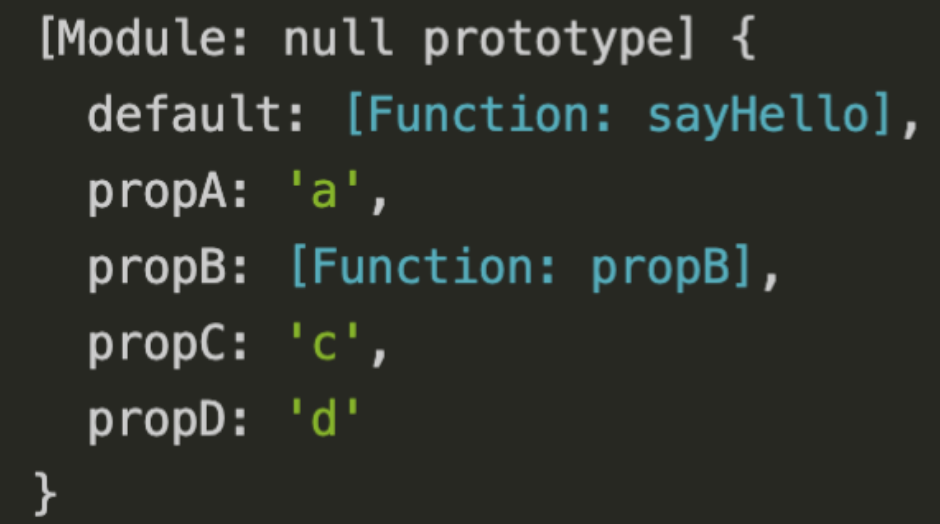 [Module: null prototype] {
  default: [Function: sayHello],
  propA: 'a',
  propB: [Function: propB],
  propC: 'c',
  propD: 'd'
}